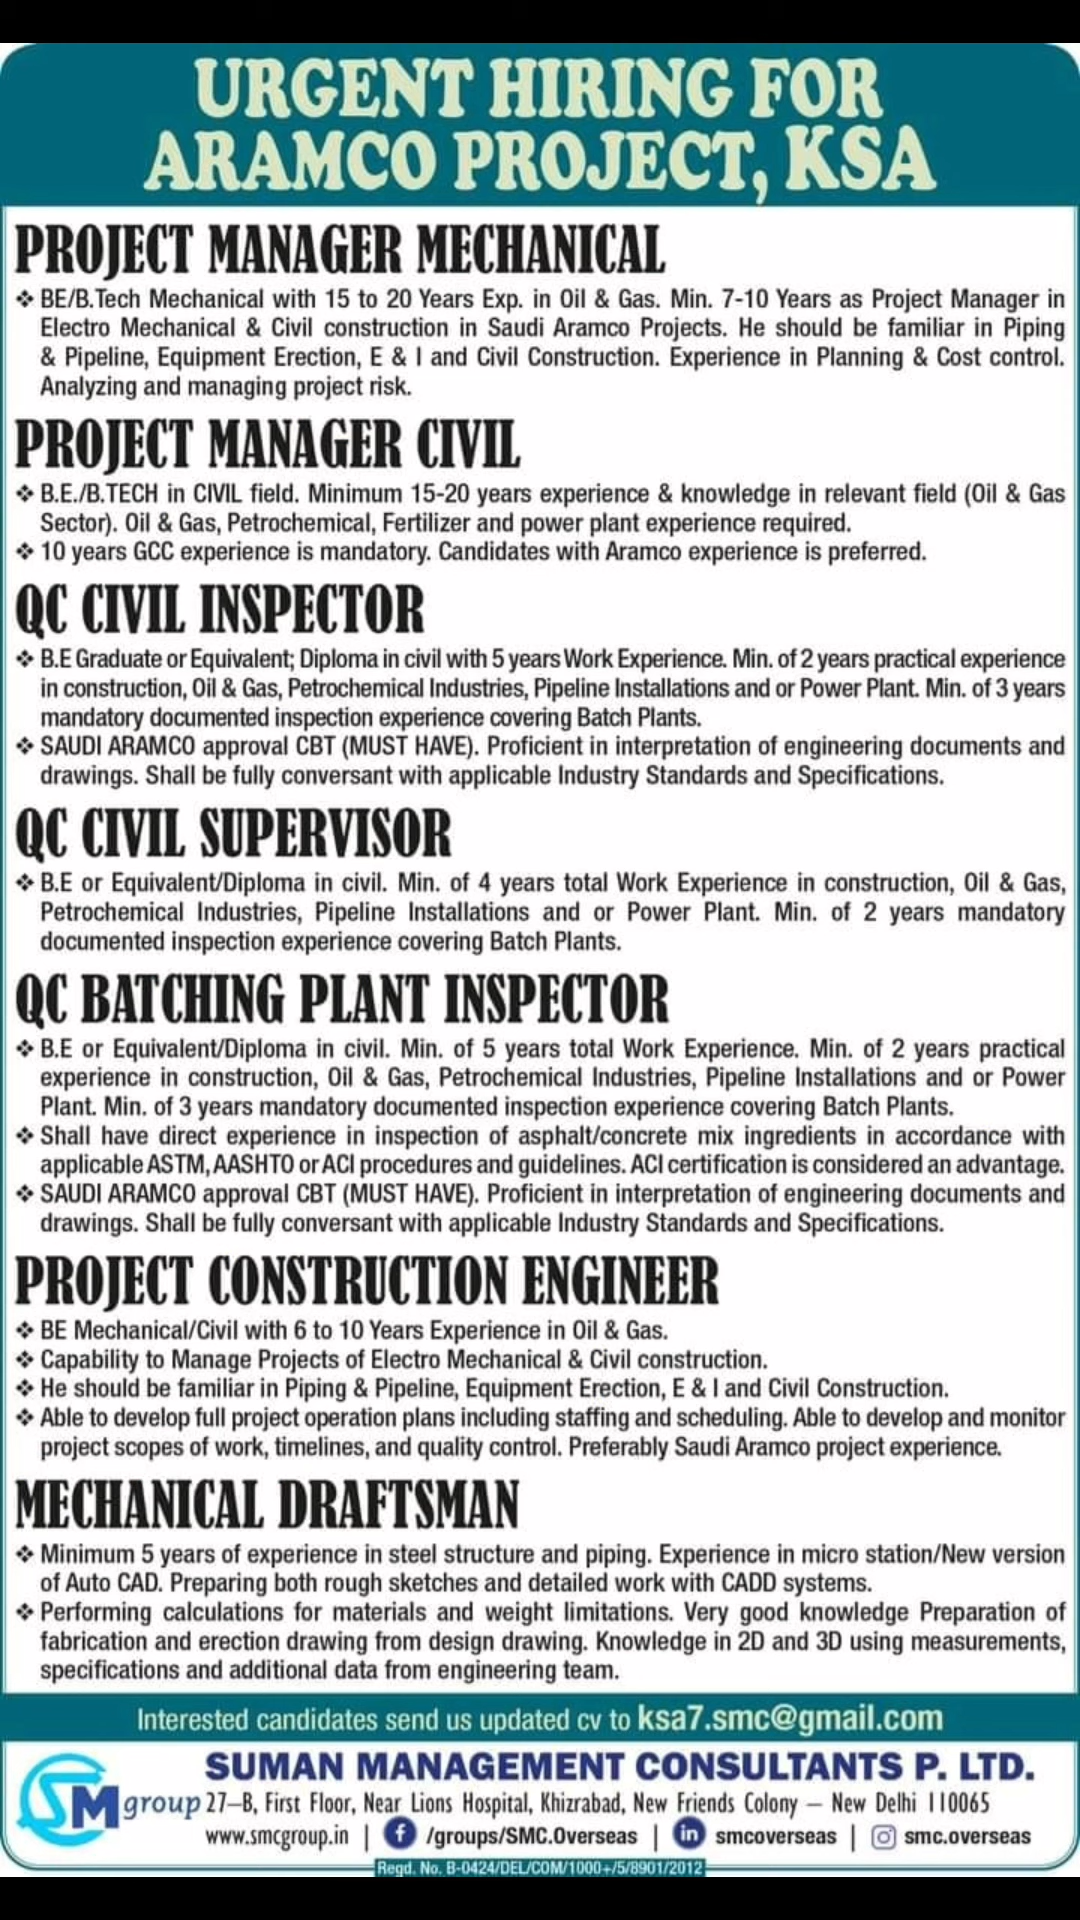 URGENT HIRING FOR
ARAMCO PROJECT, KSA
PROJECT MANAGER MECHANICAL
❖ BE/B.Tech Mechanical with 15 to 20 Years Exp. in Oil & Gas. Min. 7-10 Years as Project Manager in
Electro Mechanical & Civil construction in Saudi Aramco Projects. He should be familiar in Piping
& Pipeline, Equipment Erection, E & I and Civil Construction. Experience in Planning & Cost control.
Analyzing and managing project risk.
PROJECT MANAGER CIVIL
❖ B.E./B.TECH in CIVIL field. Minimum 15-20 years experience & knowledge in relevant field (Oil & Gas
Sector). Oil & Gas, Petrochemical, Fertilizer and power plant experience required.
❖ 10 years GCC experience is mandatory. Candidates with Aramco experience is preferred.
QC CIVIL INSPECTOR
❖ B.E Graduate or Equivalent; Diploma in civil with 5 years Work Experience. Min. of 2 years practical experience
in construction, Oil & Gas, Petrochemical Industries, Pipeline Installations and or Power Plant. Min. of 3 years
mandatory documented inspection experience covering Batch Plants.
❖ SAUDI ARAMCO approval CBT (MUST HAVE). Proficient in interpretation of engineering documents and
drawings. Shall be fully conversant with applicable Industry Standards and Specifications.
QC CIVIL SUPERVISOR
❖ B.E or Equivalent/Diploma in civil. Min. of 4 years total Work Experience in construction, Oil & Gas,
Petrochemical Industries, Pipeline Installations and or Power Plant. Min. of 2 years mandatory
documented inspection experience covering Batch Plants.
QC BATCHING PLANT INSPECTOR
❖ B.E or Equivalent/Diploma in civil. Min. of 5 years total Work Experience. Min. of 2 years practical
experience in construction, Oil & Gas, Petrochemical Industries, Pipeline Installations and or Power
Plant. Min. of 3 years mandatory documented inspection experience covering Batch Plants.
❖ Shall have direct experience in inspection of asphalt/concrete mix ingredients in accordance with
applicable ASTM, AASHTO or ACI procedures and guidelines. ACI certification is considered an advantage.
❖ SAUDI ARAMCO approval CBT (MUST HAVE). Proficient in interpretation of engineering documents and
drawings. Shall be fully conversant with applicable Industry Standards and Specifications.
PROJECT CONSTRUCTION ENGINEER
❖ BE Mechanical/Civil with 6 to 10 Years Experience in Oil & Gas.
❖ Capability to Manage Projects of Electro Mechanical & Civil construction.
❖ He should be familiar in Piping & Pipeline, Equipment Erection, E & I and Civil Construction.
❖ Able to develop full project operation plans including staffing and scheduling. Able to develop and monitor
project scopes of work, timelines, and quality control. Preferably Saudi Aramco project experience.
MECHANICAL DRAFTSMAN
❖ Minimum 5 years of experience in steel structure and piping. Experience in micro station/New version
of Auto CAD. Preparing both rough sketches and detailed work with CADD systems.
❖ Performing calculations for materials and weight limitations. Very good knowledge Preparation of
fabrication and erection drawing from design drawing. Knowledge in 2D and 3D using measurements,
specifications and additional data from engineering team.
Interested candidates send us updated cv to ksa7.smc@gmail.com
SUMAN MANAGEMENT CONSULTANTS P. LTD.
SM group 27-B, First Floor, Near Lions Hospital, Khizrabad, New Friends Colony – New Delhi 110065
www.smcgroup.in | f /groups/SMC.Overseas | in smcoverseas | smc.overseas
Regd. No. B-0424/DEL/COM/1000+/5/8901/2012